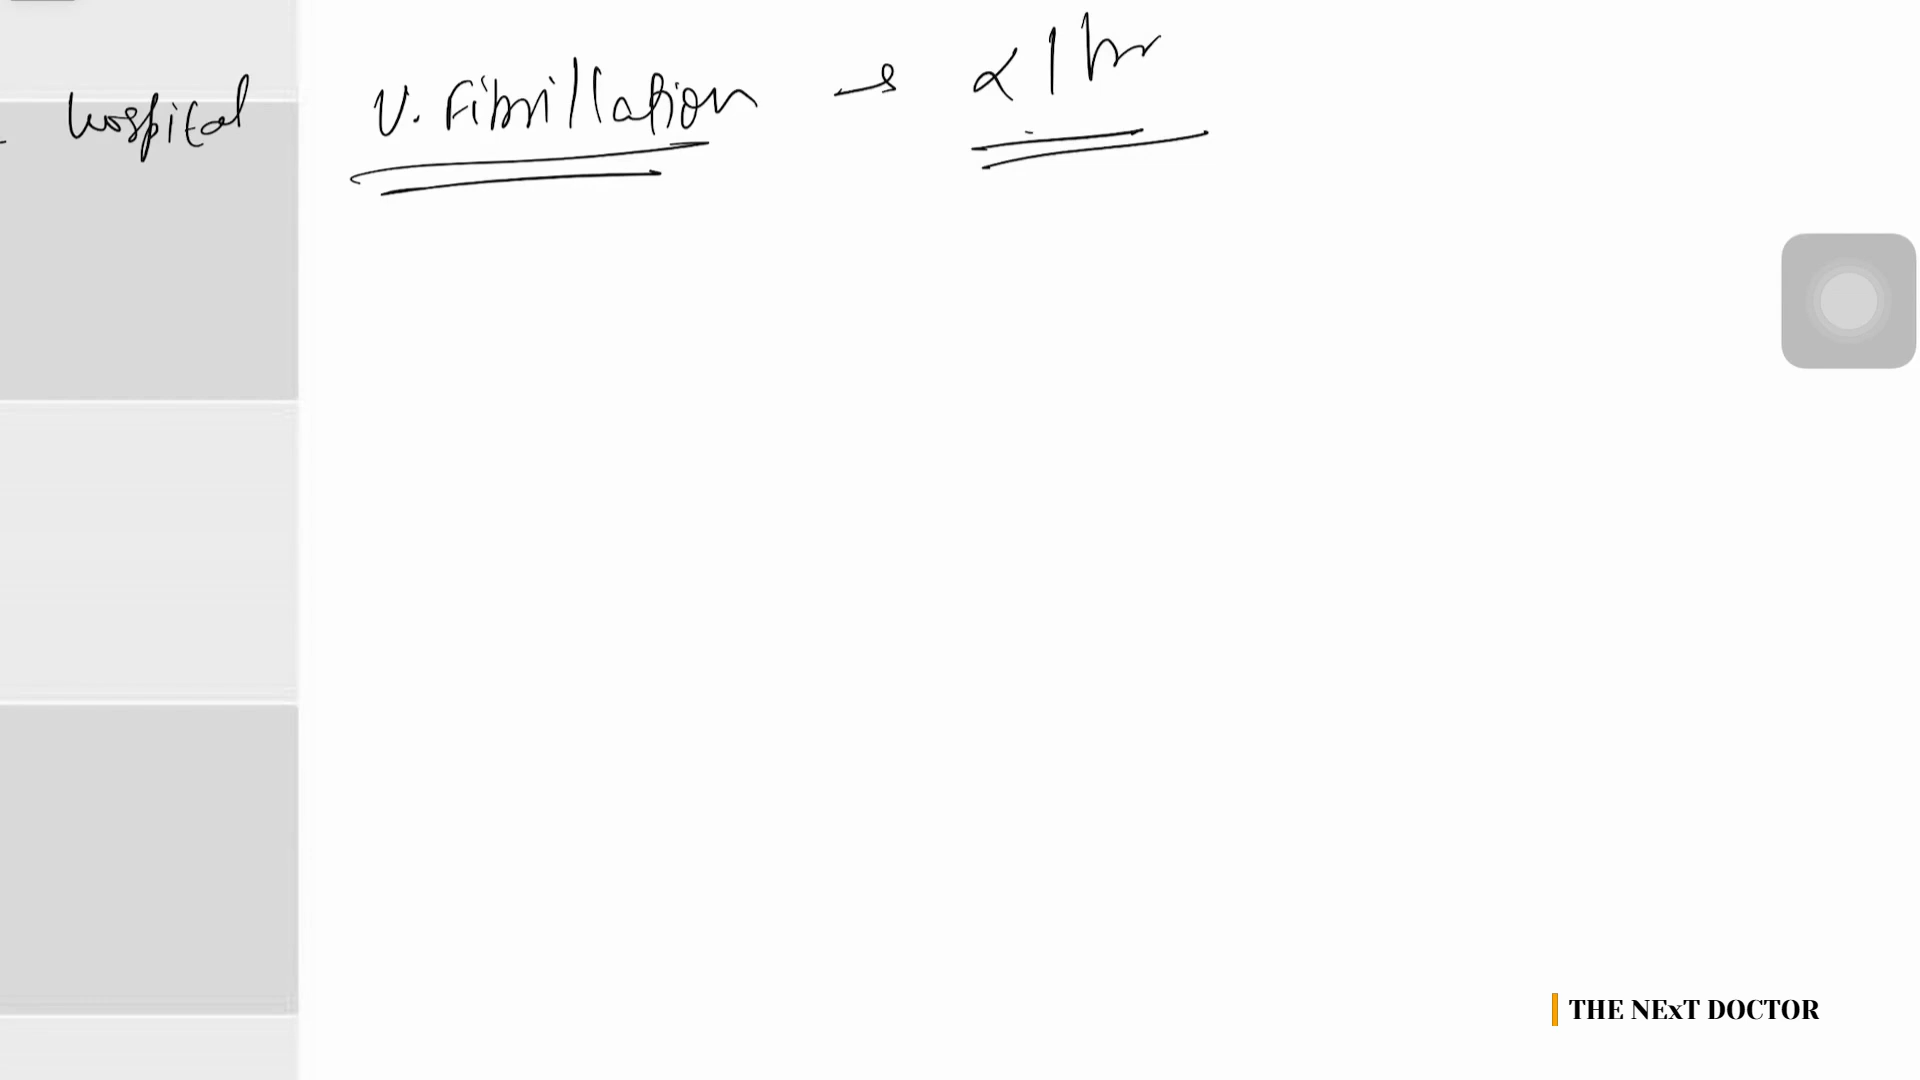 hospital V. Fibrillation → < 1 hr
THE NExT DOCTOR